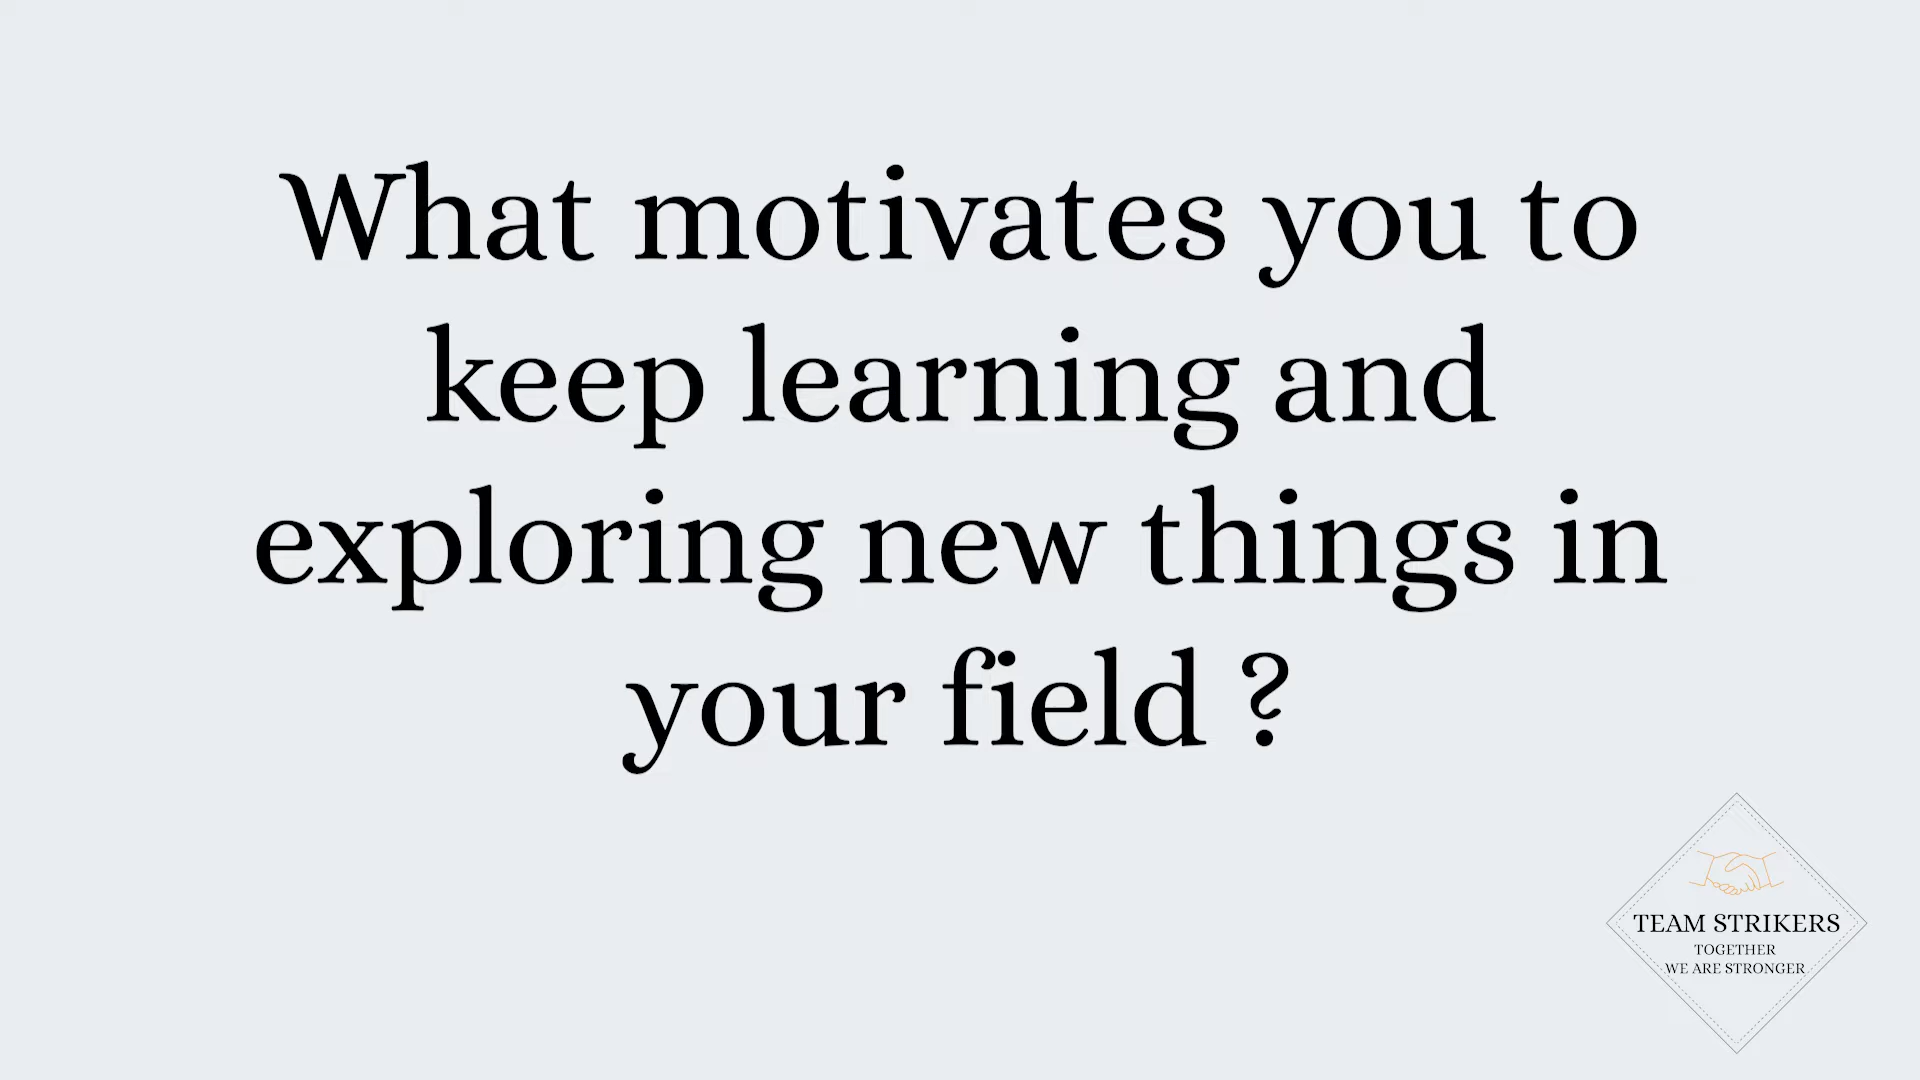 What motivates you to
keep learning and
exploring new things in
your field ?
TEAM STRIKERS
TOGETHER
WE ARE STRONGER